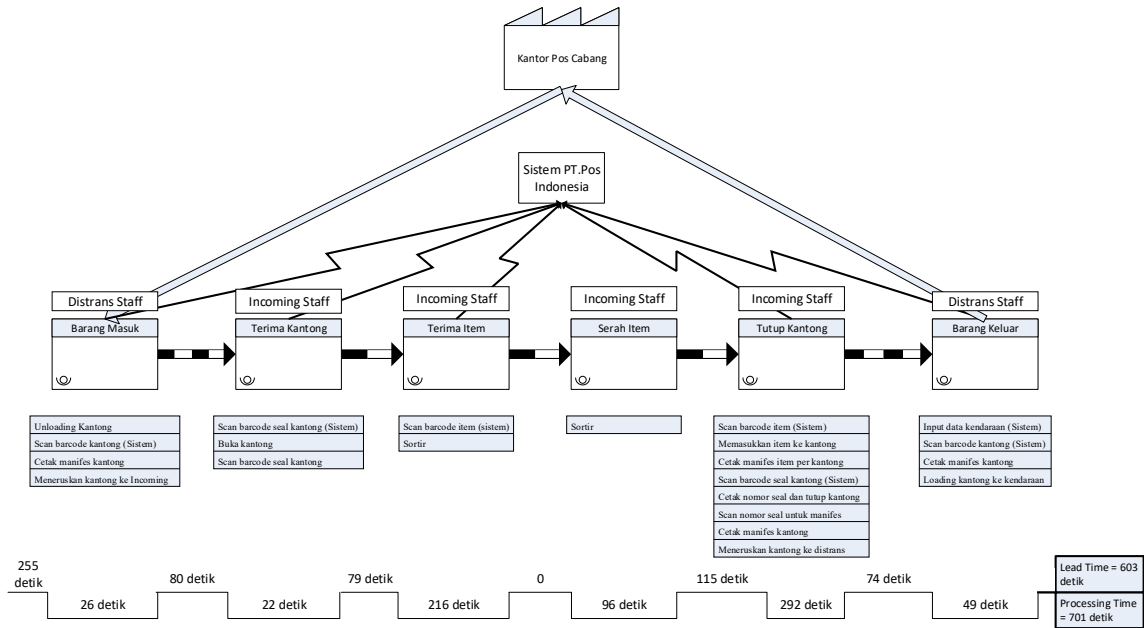 Kantor Pos Cabang
Sistem PT.Pos
Indonesia
Distrans Staff
Incoming Staff
Incoming Staff
Incoming Staff
Incoming Staff
Distrans Staff
Barang Masuk
Terima Kantong
Terima Item
Serah Item
Tutup Kantong
Barang Keluar
Unloading Kantong
Scan barcode kantong (Sistem)
Cetak manifes kantong
Meneruskan kantong ke Incoming
Scan barcode seal kantong (Sistem)
Buka kantong
Scan barcode seal kantong
Scan barcode item (sistem)
Sortir
Sortir
Scan barcode item (Sistem)
Memasukkan item ke kantong
Cetak manifes item per kantong
Scan barcode seal kantong (Sistem)
Cetak nomor seal dan tutup kantong
Scan nomor seal untuk manifes
Cetak manifes kantong
Meneruskan kantong ke distrans
Input data kendaraan (Sistem)
Scan barcode kantong (Sistem)
Cetak manifes kantong
Loading kantong ke kendaraan
255
detik
80 detik
79 detik
0
115 detik
74 detik
26 detik
22 detik
216 detik
96 detik
292 detik
49 detik
Lead Time = 603
detik
Processing Time
= 701 detik